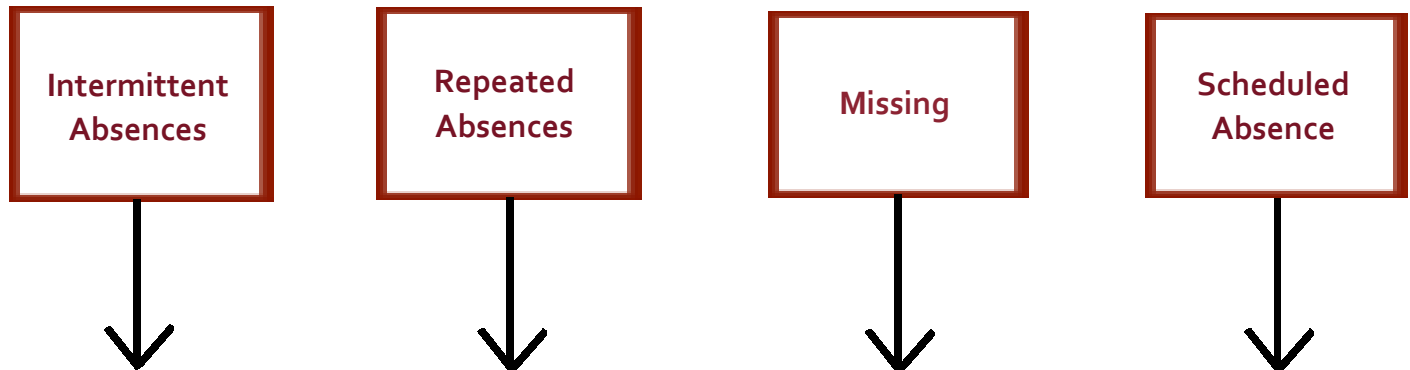 Intermittent
Absences
Repeated
Absences
Missing
Scheduled
Absence